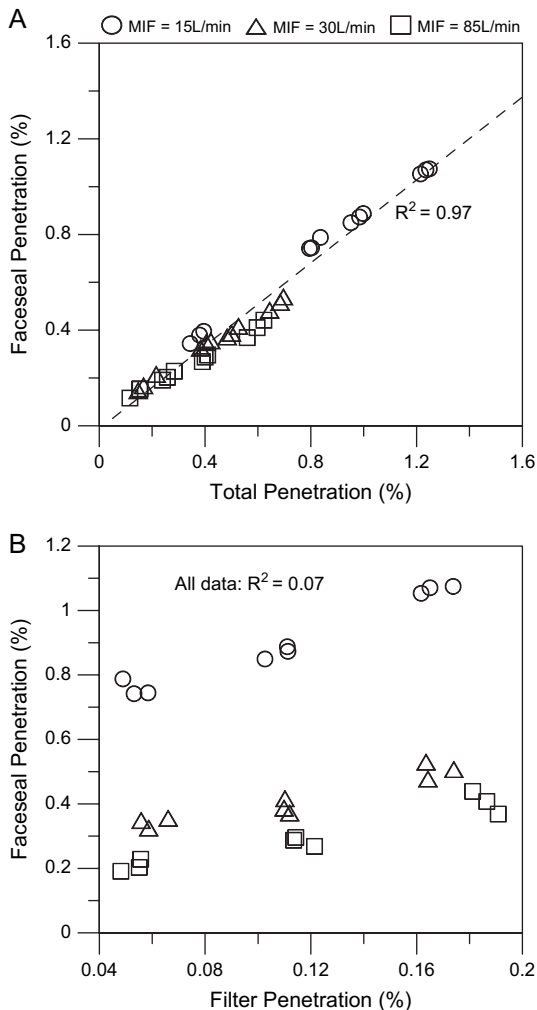 A
MIF = 15L/min MIF = 30L/min MIF = 85L/min
1.6
1.2
0.8
0.4
0
Faceseal Penetration (%)
R² = 0.97
0 0.4 0.8 1.2 1.6
Total Penetration (%)
B
1.2
1
0.8
0.6
0.4
0.2
0
Faceseal Penetration (%)
All data: R² = 0.07
0.04 0.08 0.12 0.16 0.2
Filter Penetration (%)